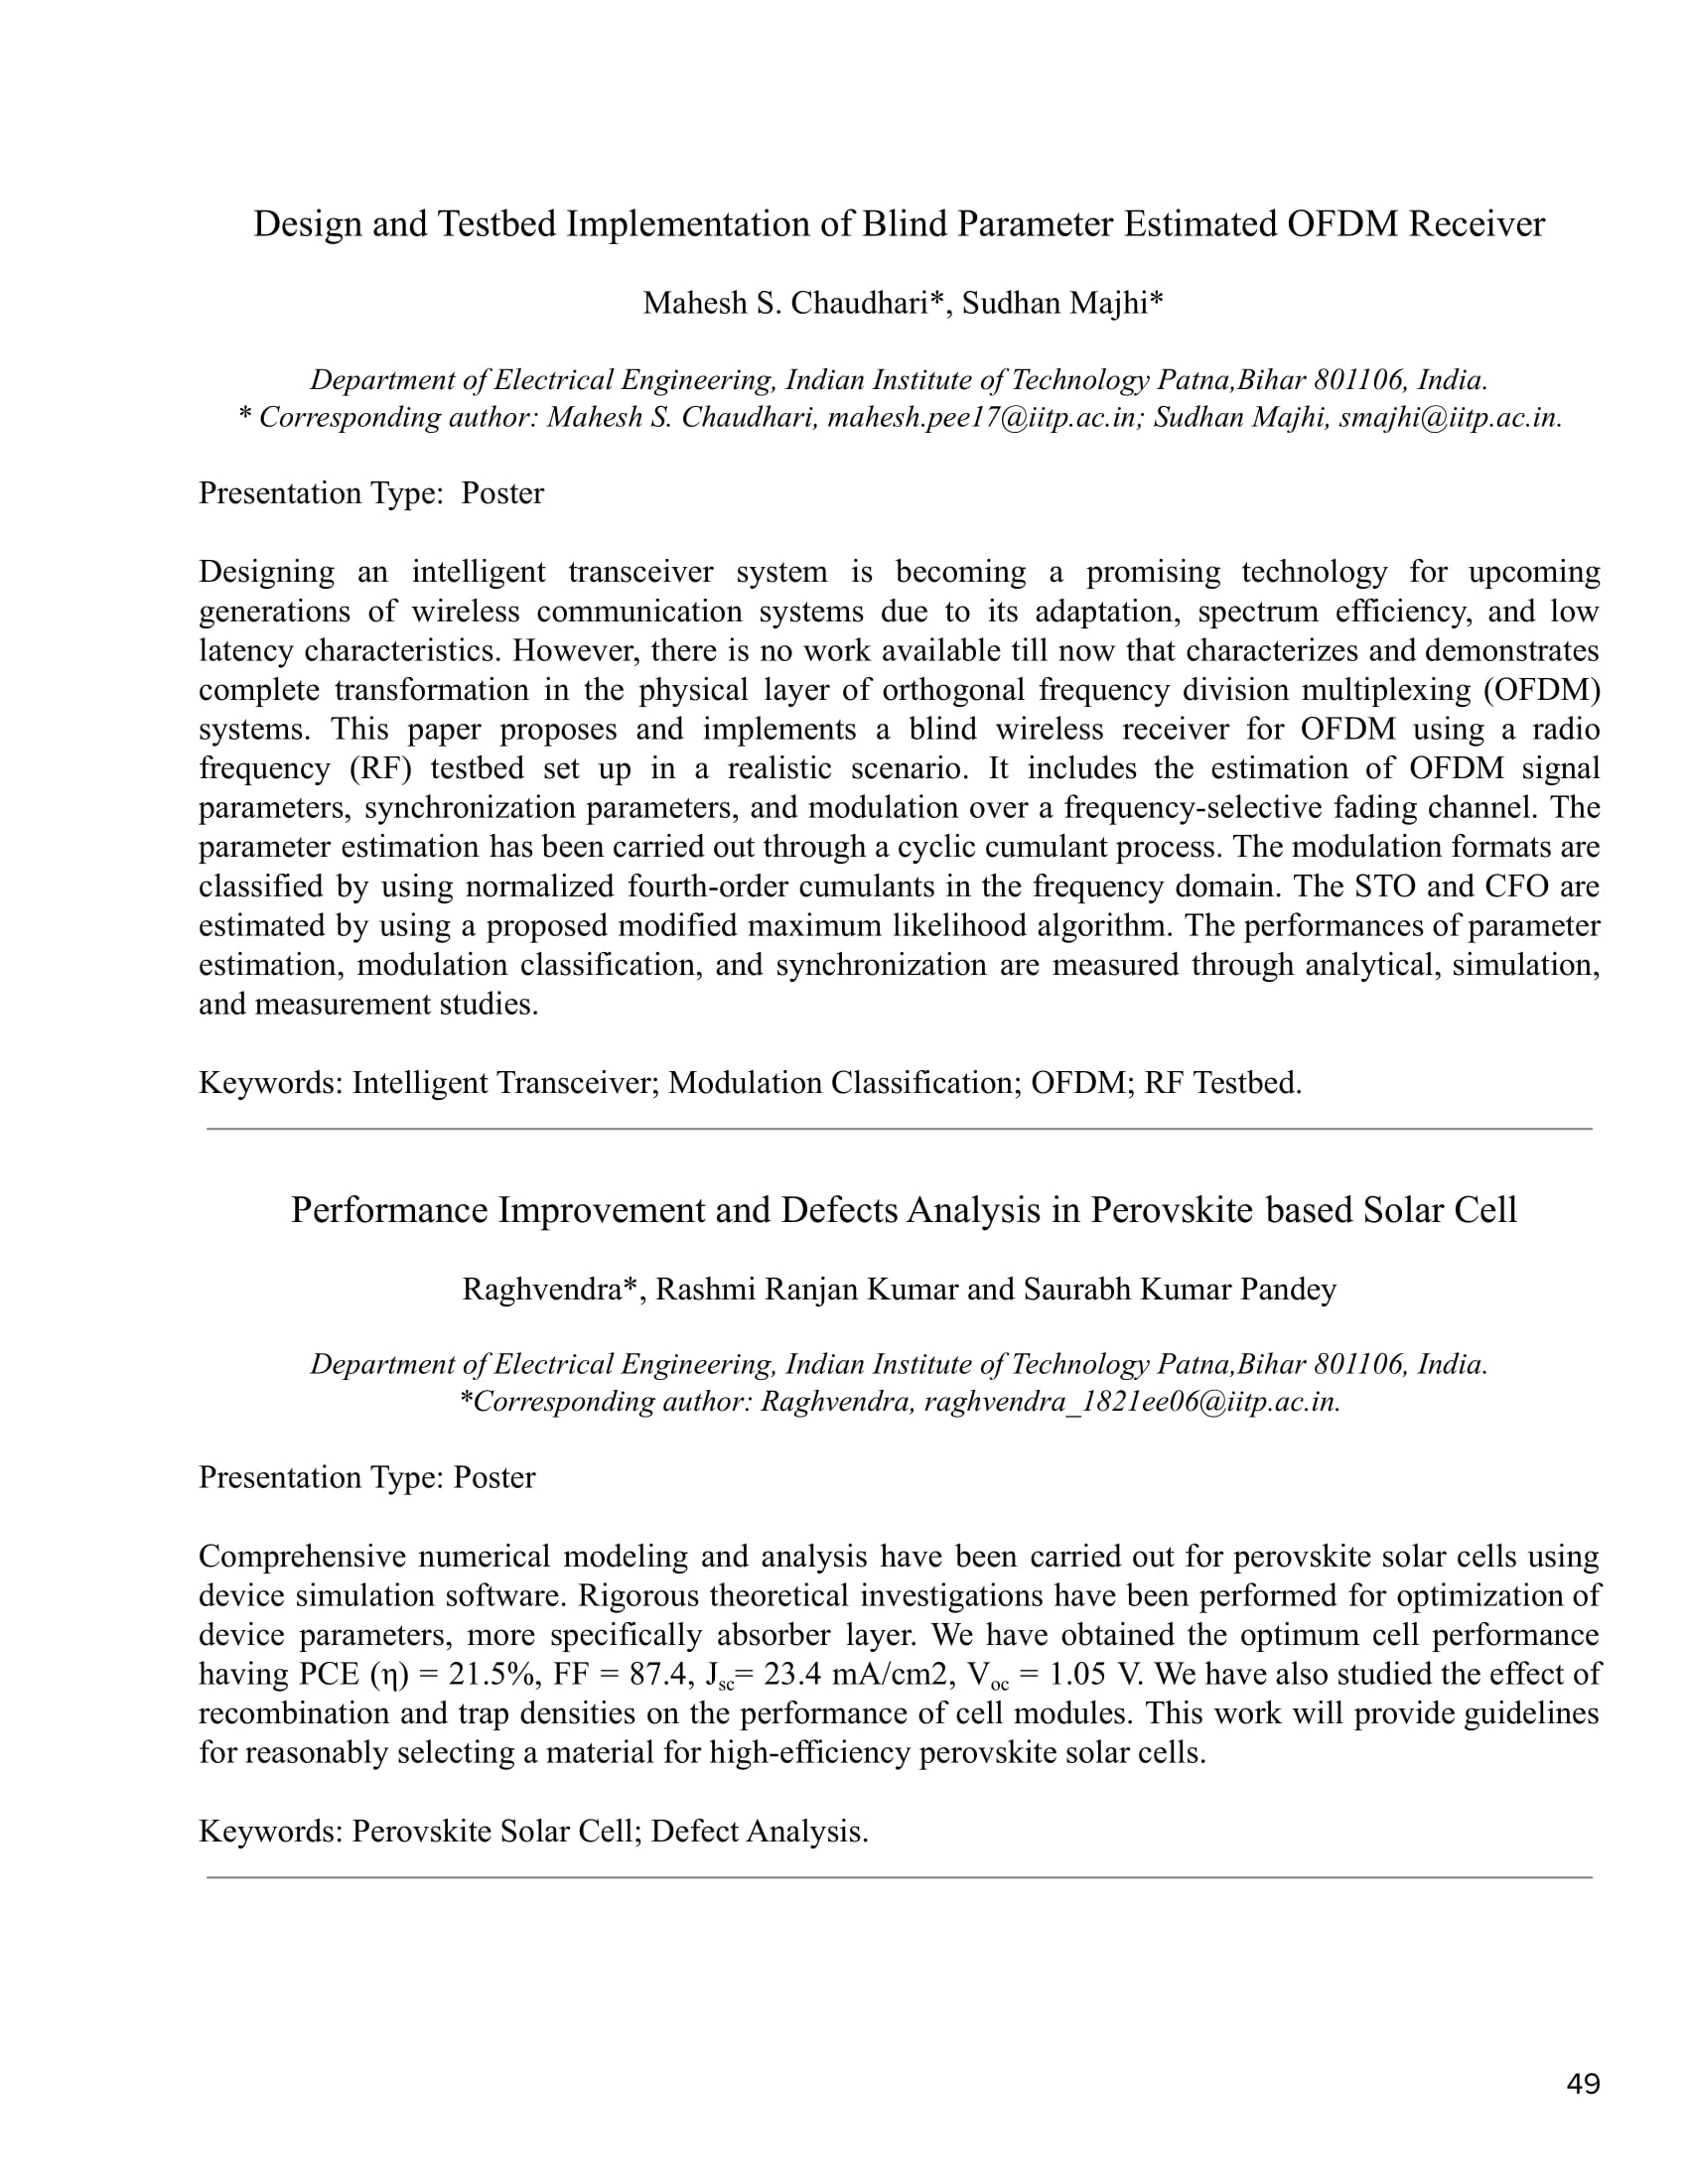 Design and Testbed Implementation of Blind Parameter Estimated OFDM Receiver
Mahesh S. Chaudhari*, Sudhan Majhi*
Department of Electrical Engineering, Indian Institute of Technology Patna,Bihar 801106, India.
* Corresponding author: Mahesh S. Chaudhari, mahesh.pee17@iitp.ac.in; Sudhan Majhi, smajhi@iitp.ac.in.
Presentation Type:  Poster
Designing an intelligent transceiver system is becoming a promising technology for upcoming
generations of wireless communication systems due to its adaptation, spectrum efficiency, and low
latency characteristics. However, there is no work available till now that characterizes and demonstrates
complete transformation in the physical layer of orthogonal frequency division multiplexing (OFDM)
systems. This paper proposes and implements a blind wireless receiver for OFDM using a radio
frequency (RF) testbed set up in a realistic scenario. It includes the estimation of OFDM signal
parameters, synchronization parameters, and modulation over a frequency-selective fading channel. The
parameter estimation has been carried out through a cyclic cumulant process. The modulation formats are
classified by using normalized fourth-order cumulants in the frequency domain. The STO and CFO are
estimated by using a proposed modified maximum likelihood algorithm. The performances of parameter
estimation, modulation classification, and synchronization are measured through analytical, simulation,
and measurement studies.
Keywords: Intelligent Transceiver; Modulation Classification; OFDM; RF Testbed.
Performance Improvement and Defects Analysis in Perovskite based Solar Cell
Raghvendra*, Rashmi Ranjan Kumar and Saurabh Kumar Pandey
Department of Electrical Engineering, Indian Institute of Technology Patna,Bihar 801106, India.
*Corresponding author: Raghvendra, raghvendra_1821ee06@iitp.ac.in.
Presentation Type: Poster
Comprehensive numerical modeling and analysis have been carried out for perovskite solar cells using
device simulation software. Rigorous theoretical investigations have been performed for optimization of
device parameters, more specifically absorber layer. We have obtained the optimum cell performance
having PCE (η) = 21.5%, FF = 87.4, Jsc= 23.4 mA/cm2, Voc = 1.05 V. We have also studied the effect of
recombination and trap densities on the performance of cell modules. This work will provide guidelines
for reasonably selecting a material for high-efficiency perovskite solar cells.
Keywords: Perovskite Solar Cell; Defect Analysis.
49